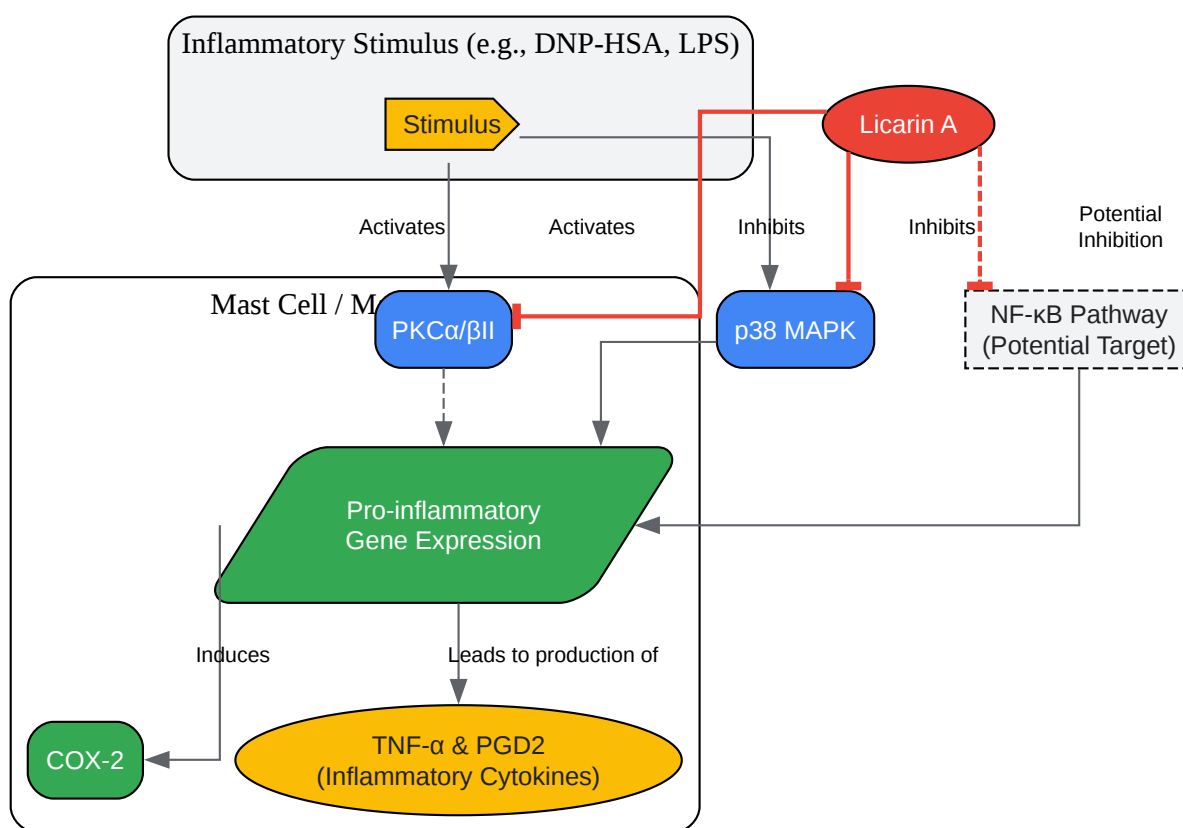 Inflammatory Stimulus (e.g., DNP-HSA, LPS)
Stimulus
Licarin A
Activates
Activates
Inhibits
Inhibits
Potential
Inhibition
Mast Cell /
PKCα/βII
p38 MAPK
NF-κB Pathway
(Potential Target)
Pro-inflammatory
Gene Expression
Induces
Leads to production of
COX-2
TNF-α & PGD2
(Inflammatory Cytokines)